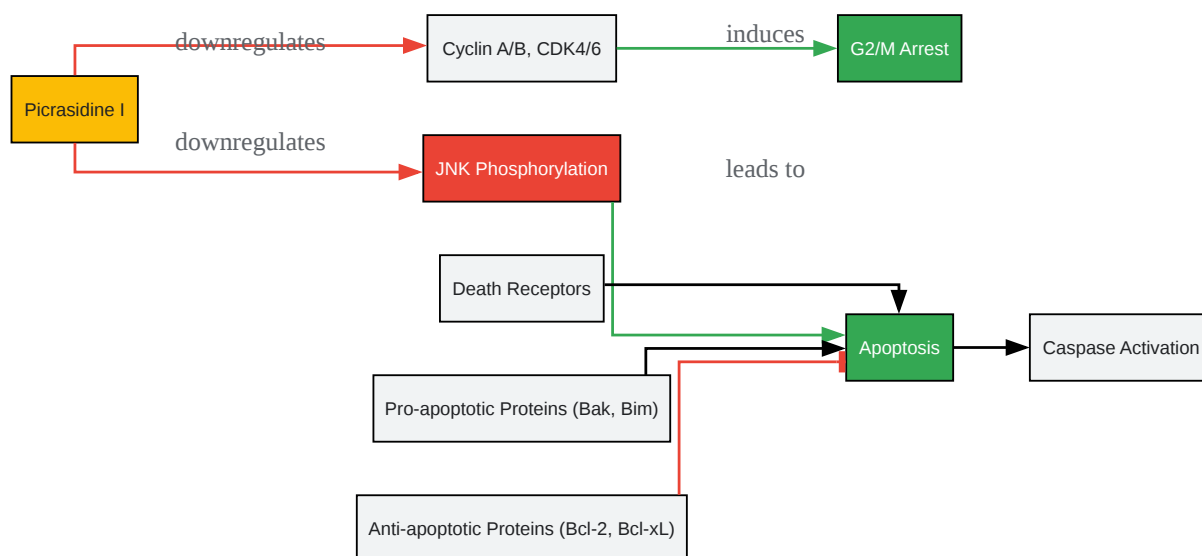 downregulates
Cyclin A/B, CDK4/6
induces
G2/M Arrest
Picrasidine I
downregulates
JNK Phosphorylation
leads to
Death Receptors
Apoptosis
Caspase Activation
Pro-apoptotic Proteins (Bak, Bim)
Anti-apoptotic Proteins (Bcl-2, Bcl-xL)